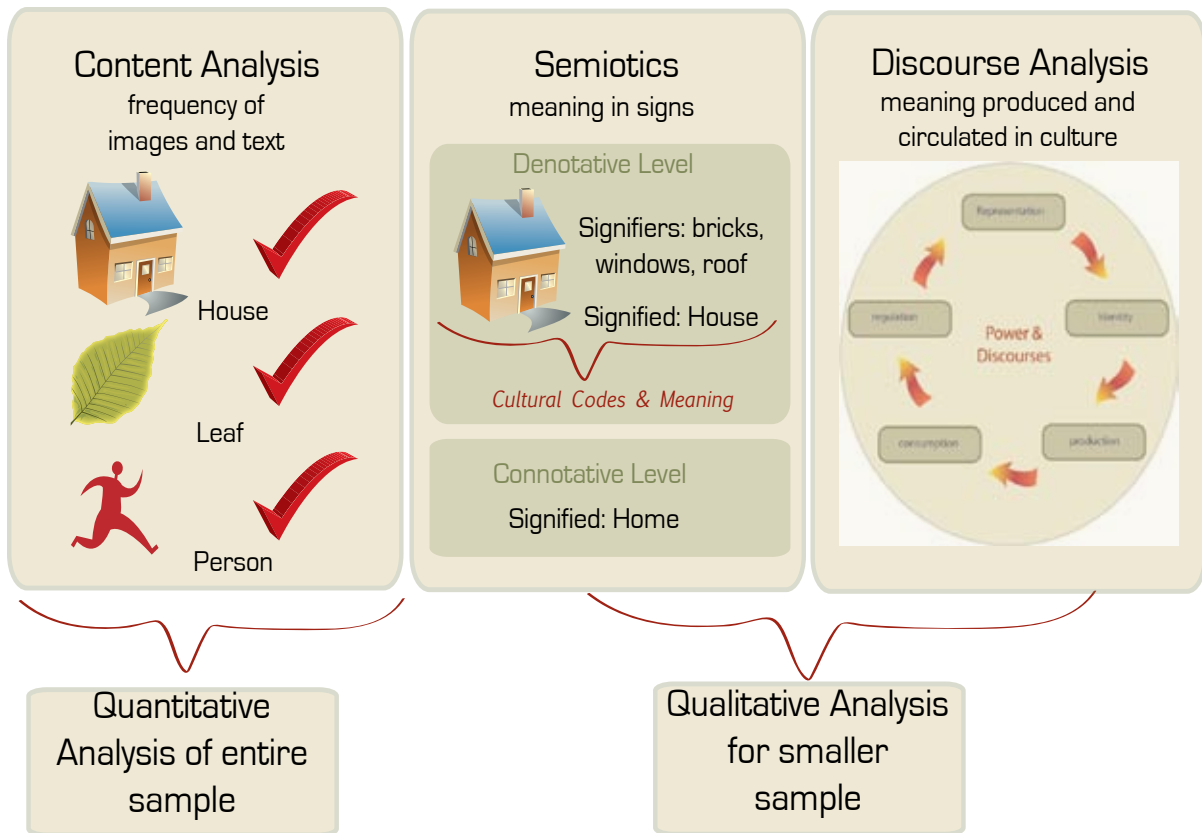 Content Analysis
frequency of
images and text
House
Leaf
Person
Semiotics
meaning in signs
Denotative Level
Signifiers: bricks,
windows, roof
Signified: House
Cultural Codes & Meaning
Connotative Level
Signified: Home
Discourse Analysis
meaning produced and
circulated in culture
Representation
regulation
Identity
Power &
Discourses
consumption
production
Quantitative
Analysis of entire
sample
Qualitative Analysis
for smaller
sample